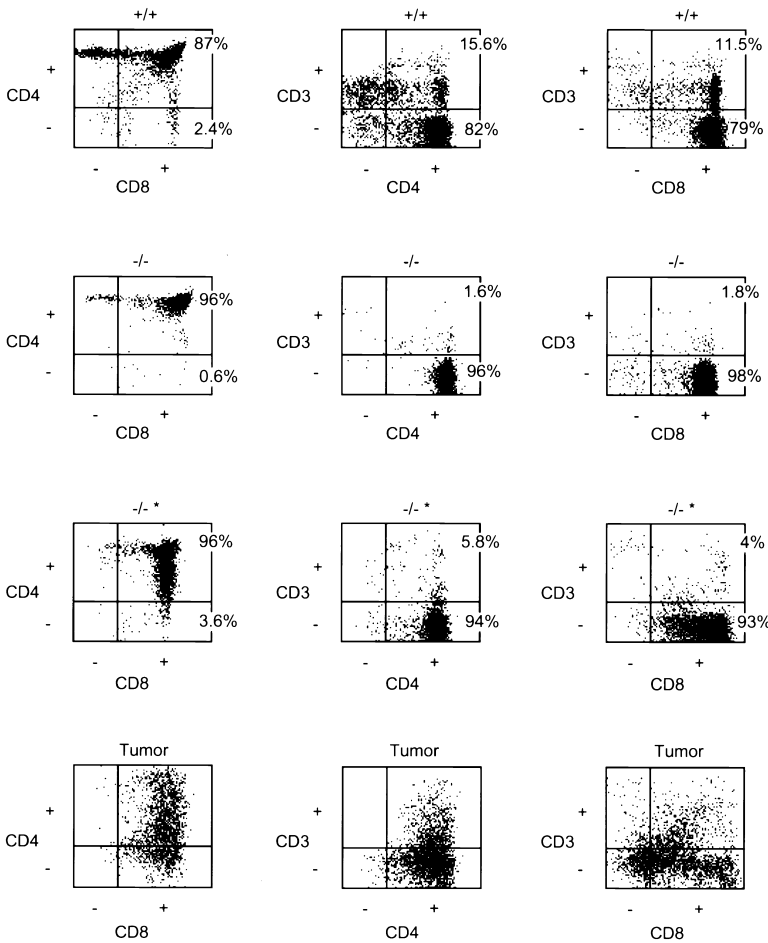 +/+ +/+ +/+
87% 15.6% 11.5%
+ + +
CD4 CD3 CD3
- - -
2.4% 82% 79%
- + - + - +
CD8 CD4 CD8
-/- -/- -/-
96% 1.6% 1.8%
+ + +
CD4 CD3 CD3
- - -
0.6% 96% 98%
- + - + - +
CD8 CD4 CD8
-/- * -/- * -/- *
96% 5.8% 4%
+ + +
CD4 CD3 CD3
- - -
3.6% 94% 93%
- + - + - +
CD8 CD4 CD8
Tumor Tumor Tumor
+ + +
CD4 CD3 CD3
- - -
- + - + - +
CD8 CD4 CD8